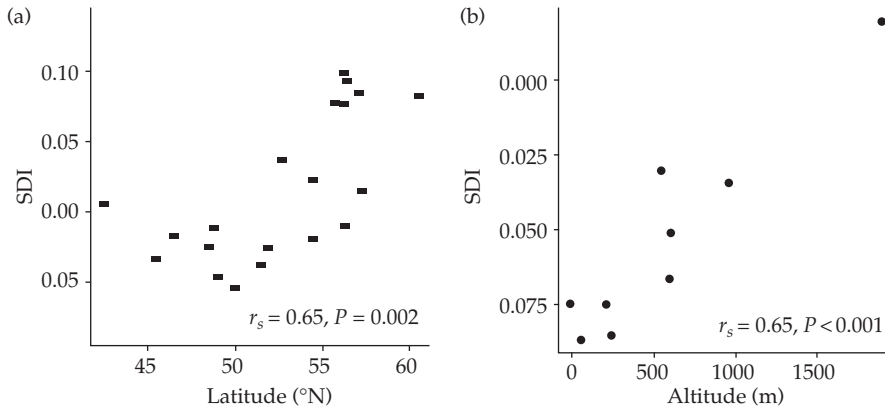 (a)
0.10
0.05
0.00
0.05
SDI
r_s = 0.65, P = 0.002
45 50 55 60
Latitude (°N)
(b)
0.000
0.025
0.050
0.075
SDI
r_s = 0.65, P < 0.001
0 500 1000 1500
Altitude (m)